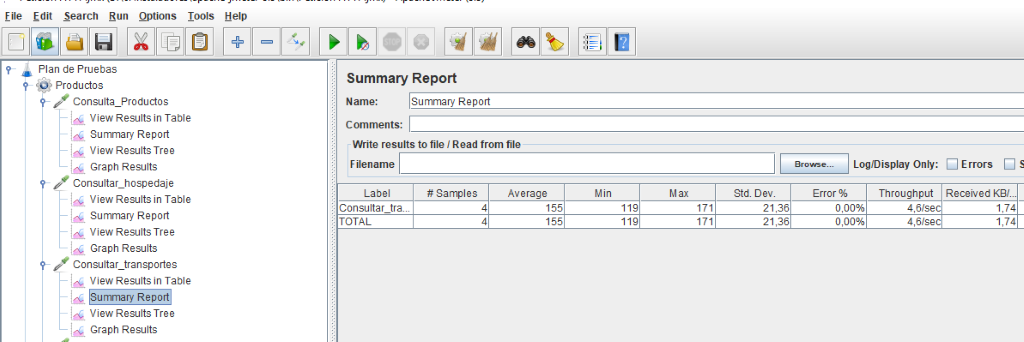 File Edit Search Run Options Tools Help
Plan de Pruebas
Productos
Consulta_Productos
View Results in Table
Summary Report
View Results Tree
Graph Results
Consultar_hospedaje
View Results in Table
Summary Report
View Results Tree
Graph Results
Consultar_transportes
View Results in Table
Summary Report
View Results Tree
Graph Results
Summary Report
Name: Summary Report
Comments:
Write results to file / Read from file
Filename Browse... Log/Display Only: Errors S
Label # Samples Average Min Max Std. Dev. Error % Throughput Received KB/...
Consultar_tra... 4 155 119 171 21,36 0,00% 4,6/sec 1,74
TOTAL 4 155 119 171 21,36 0,00% 4,6/sec 1,74